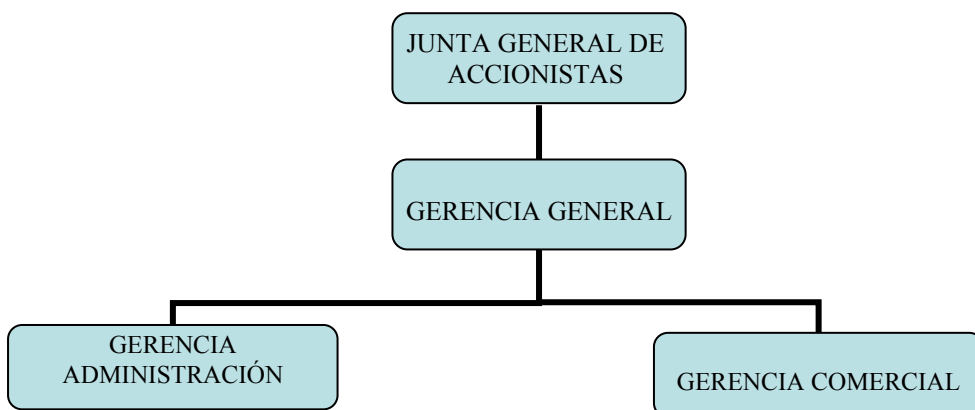 JUNTA GENERAL DE
ACCIONISTAS
GERENCIA GENERAL
GERENCIA
ADMINISTRACIÓN
GERENCIA COMERCIAL